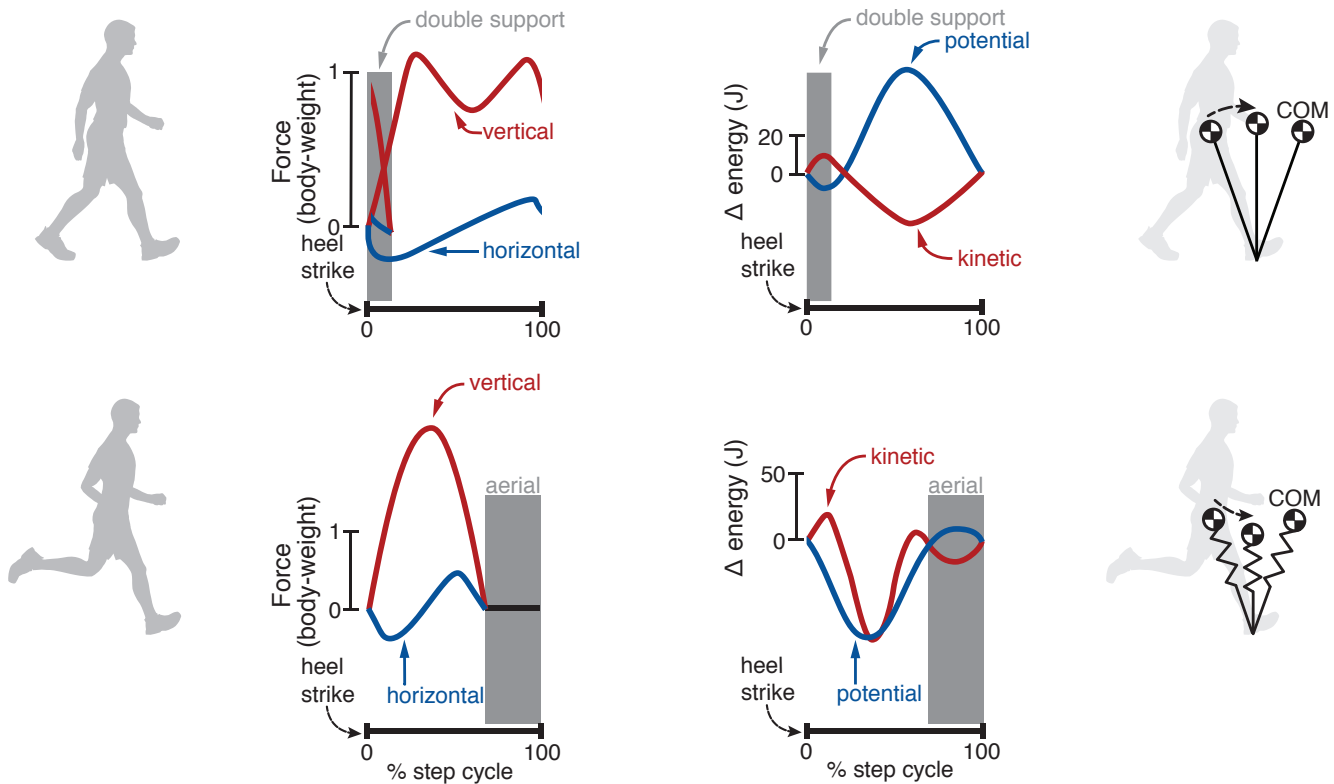 double support
1
Force
(body-weight)
vertical
0
heel
strike
horizontal
0
100
double support
potential
20
0
Δ energy (J)
heel
strike
kinetic
0
100
COM
vertical
1
Force
(body-weight)
aerial
0
heel
strike
horizontal
0
100
% step cycle
50
Δ energy (J)
kinetic
aerial
0
heel
strike
potential
0
100
% step cycle
COM